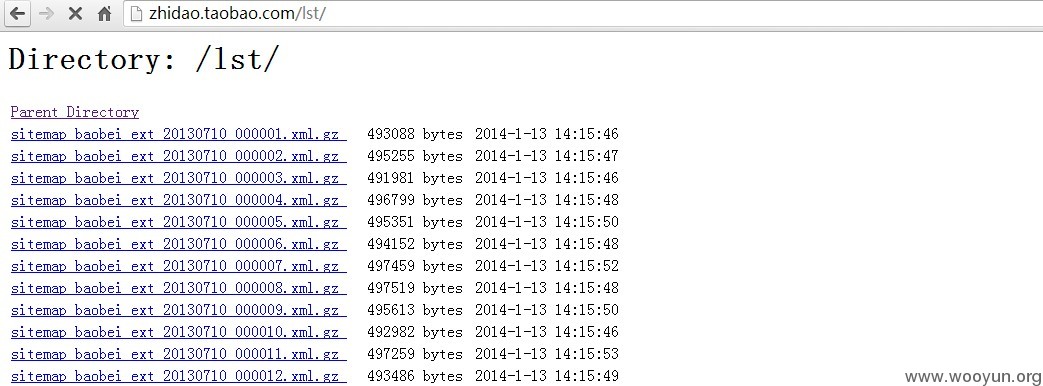 zhidao.taobao.com/lst/
Directory: /lst/
Parent Directory
sitemap_baobei_ext_20130710_000001.xml.gz 493088 bytes 2014-1-13 14:15:46
sitemap_baobei_ext_20130710_000002.xml.gz 495255 bytes 2014-1-13 14:15:47
sitemap_baobei_ext_20130710_000003.xml.gz 491981 bytes 2014-1-13 14:15:46
sitemap_baobei_ext_20130710_000004.xml.gz 496799 bytes 2014-1-13 14:15:48
sitemap_baobei_ext_20130710_000005.xml.gz 495351 bytes 2014-1-13 14:15:50
sitemap_baobei_ext_20130710_000006.xml.gz 494152 bytes 2014-1-13 14:15:48
sitemap_baobei_ext_20130710_000007.xml.gz 497459 bytes 2014-1-13 14:15:52
sitemap_baobei_ext_20130710_000008.xml.gz 497519 bytes 2014-1-13 14:15:48
sitemap_baobei_ext_20130710_000009.xml.gz 495613 bytes 2014-1-13 14:15:50
sitemap_baobei_ext_20130710_000010.xml.gz 492982 bytes 2014-1-13 14:15:46
sitemap_baobei_ext_20130710_000011.xml.gz 497259 bytes 2014-1-13 14:15:53
sitemap_baobei_ext_20130710_000012.xml.gz 493486 bytes 2014-1-13 14:15:49
www.wooyun.org